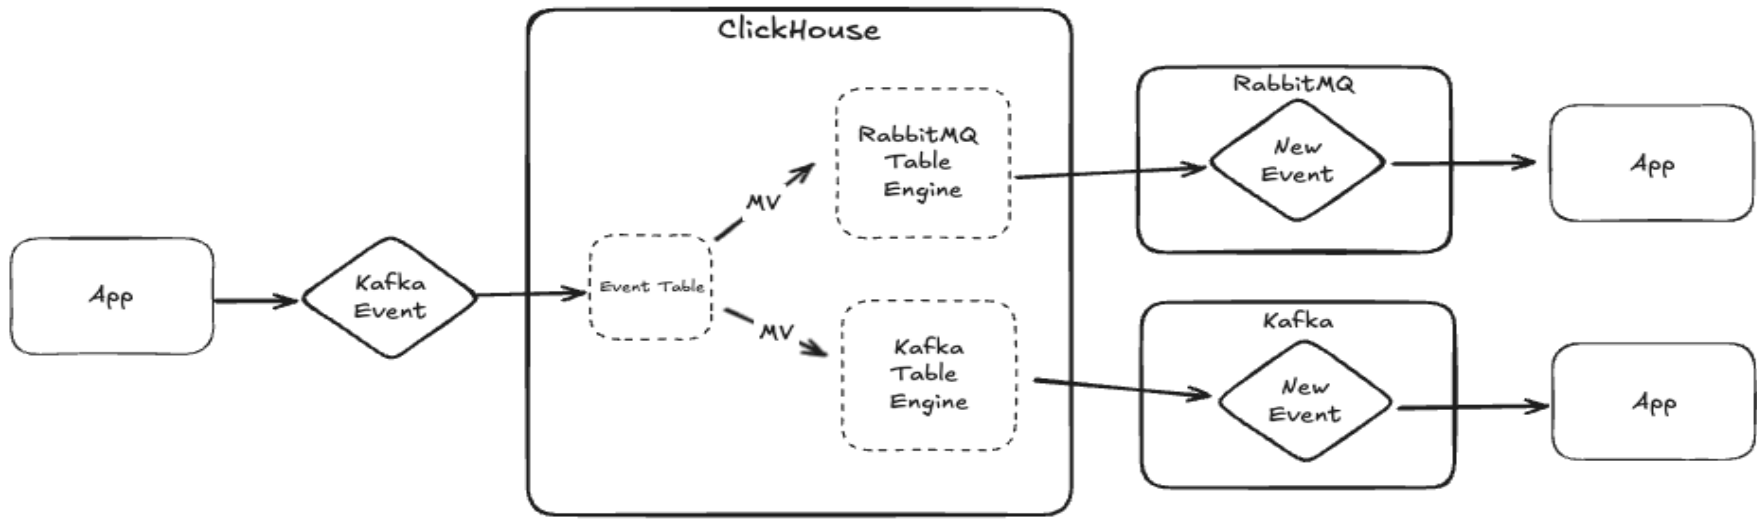 ClickHouse
App
Kafka
Event
Event Table
MV
MV
RabbitMQ
Table
Engine
Kafka
Table
Engine
RabbitMQ
New
Event
App
Kafka
New
Event
App